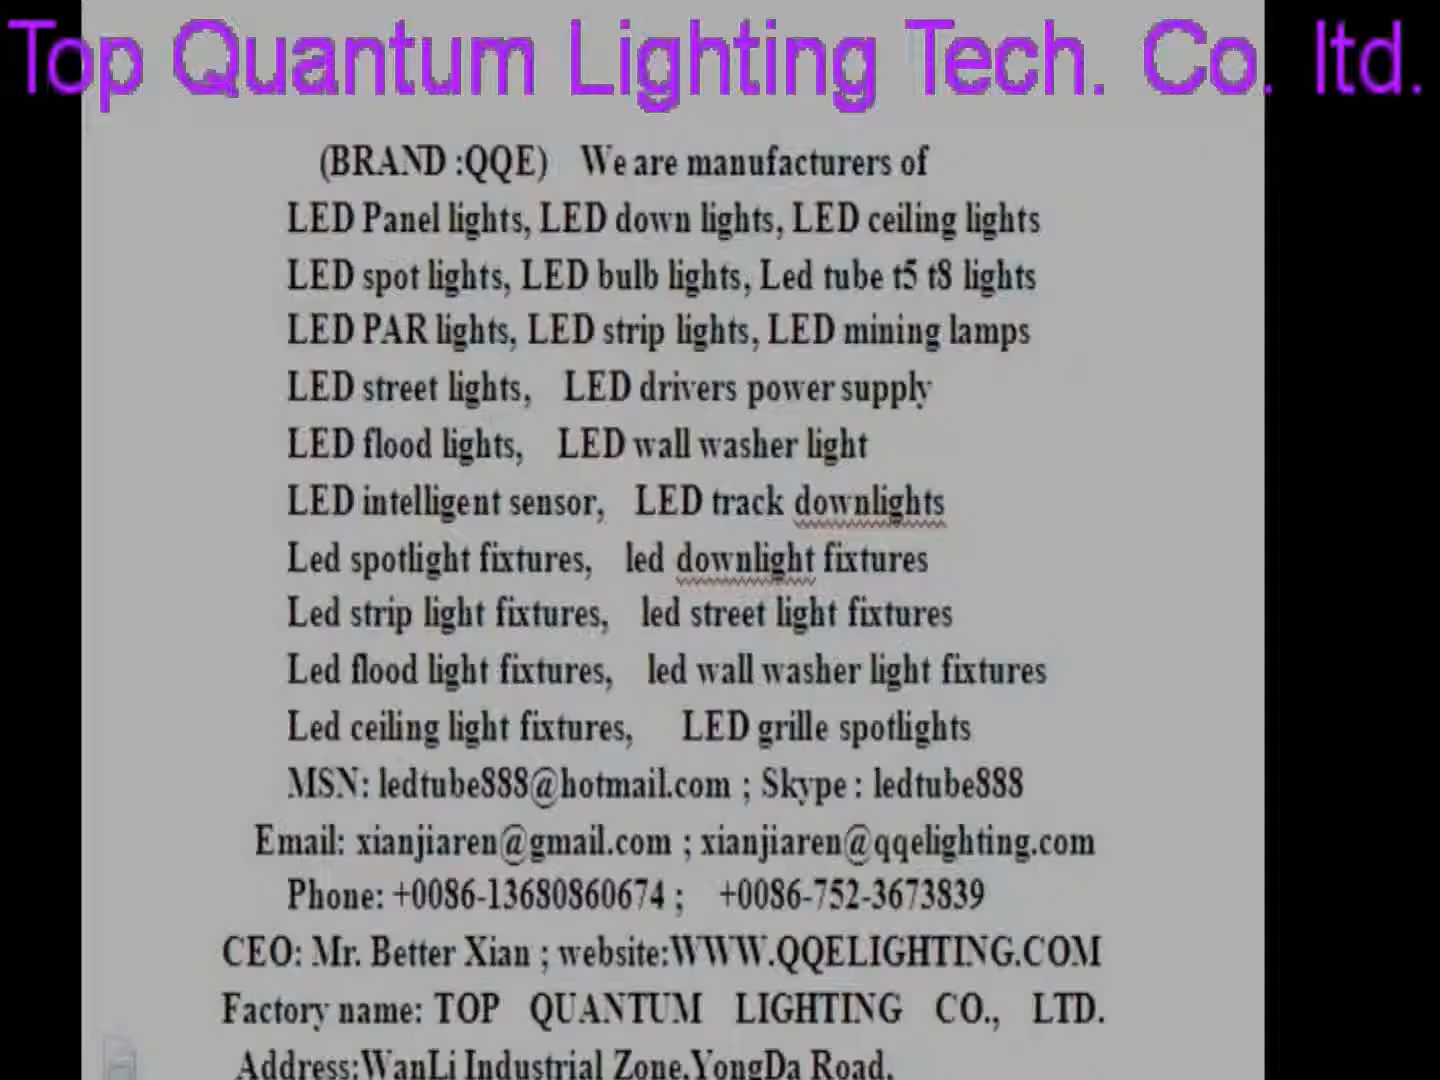 Top Quantum Lighting Tech. Co. ltd.
(BRAND :QQE) We are manufacturers of
LED Panel lights, LED down lights, LED ceiling lights
LED spot lights, LED bulb lights, Led tube t5 t8 lights
LED PAR lights, LED strip lights, LED mining lamps
LED street lights, LED drivers power supply
LED flood lights, LED wall washer light
LED intelligent sensor, LED track downlights
Led spotlight fixtures, led downlight fixtures
Led strip light fixtures, led street light fixtures
Led flood light fixtures, led wall washer light fixtures
Led ceiling light fixtures, LED grille spotlights
MSN: ledtube888@hotmail.com ; Skype : ledtube888
Email: xianjiaren@gmail.com ; xianjiaren@qqelighting.com
Phone: +0086-13680860674 ; +0086-752-3673839
CEO: Mr. Better Xian ; website:WWW.QQELIGHTING.COM
Factory name: TOP QUANTUM LIGHTING CO., LTD.
Address:WanLi Industrial Zone,YongDa Road,